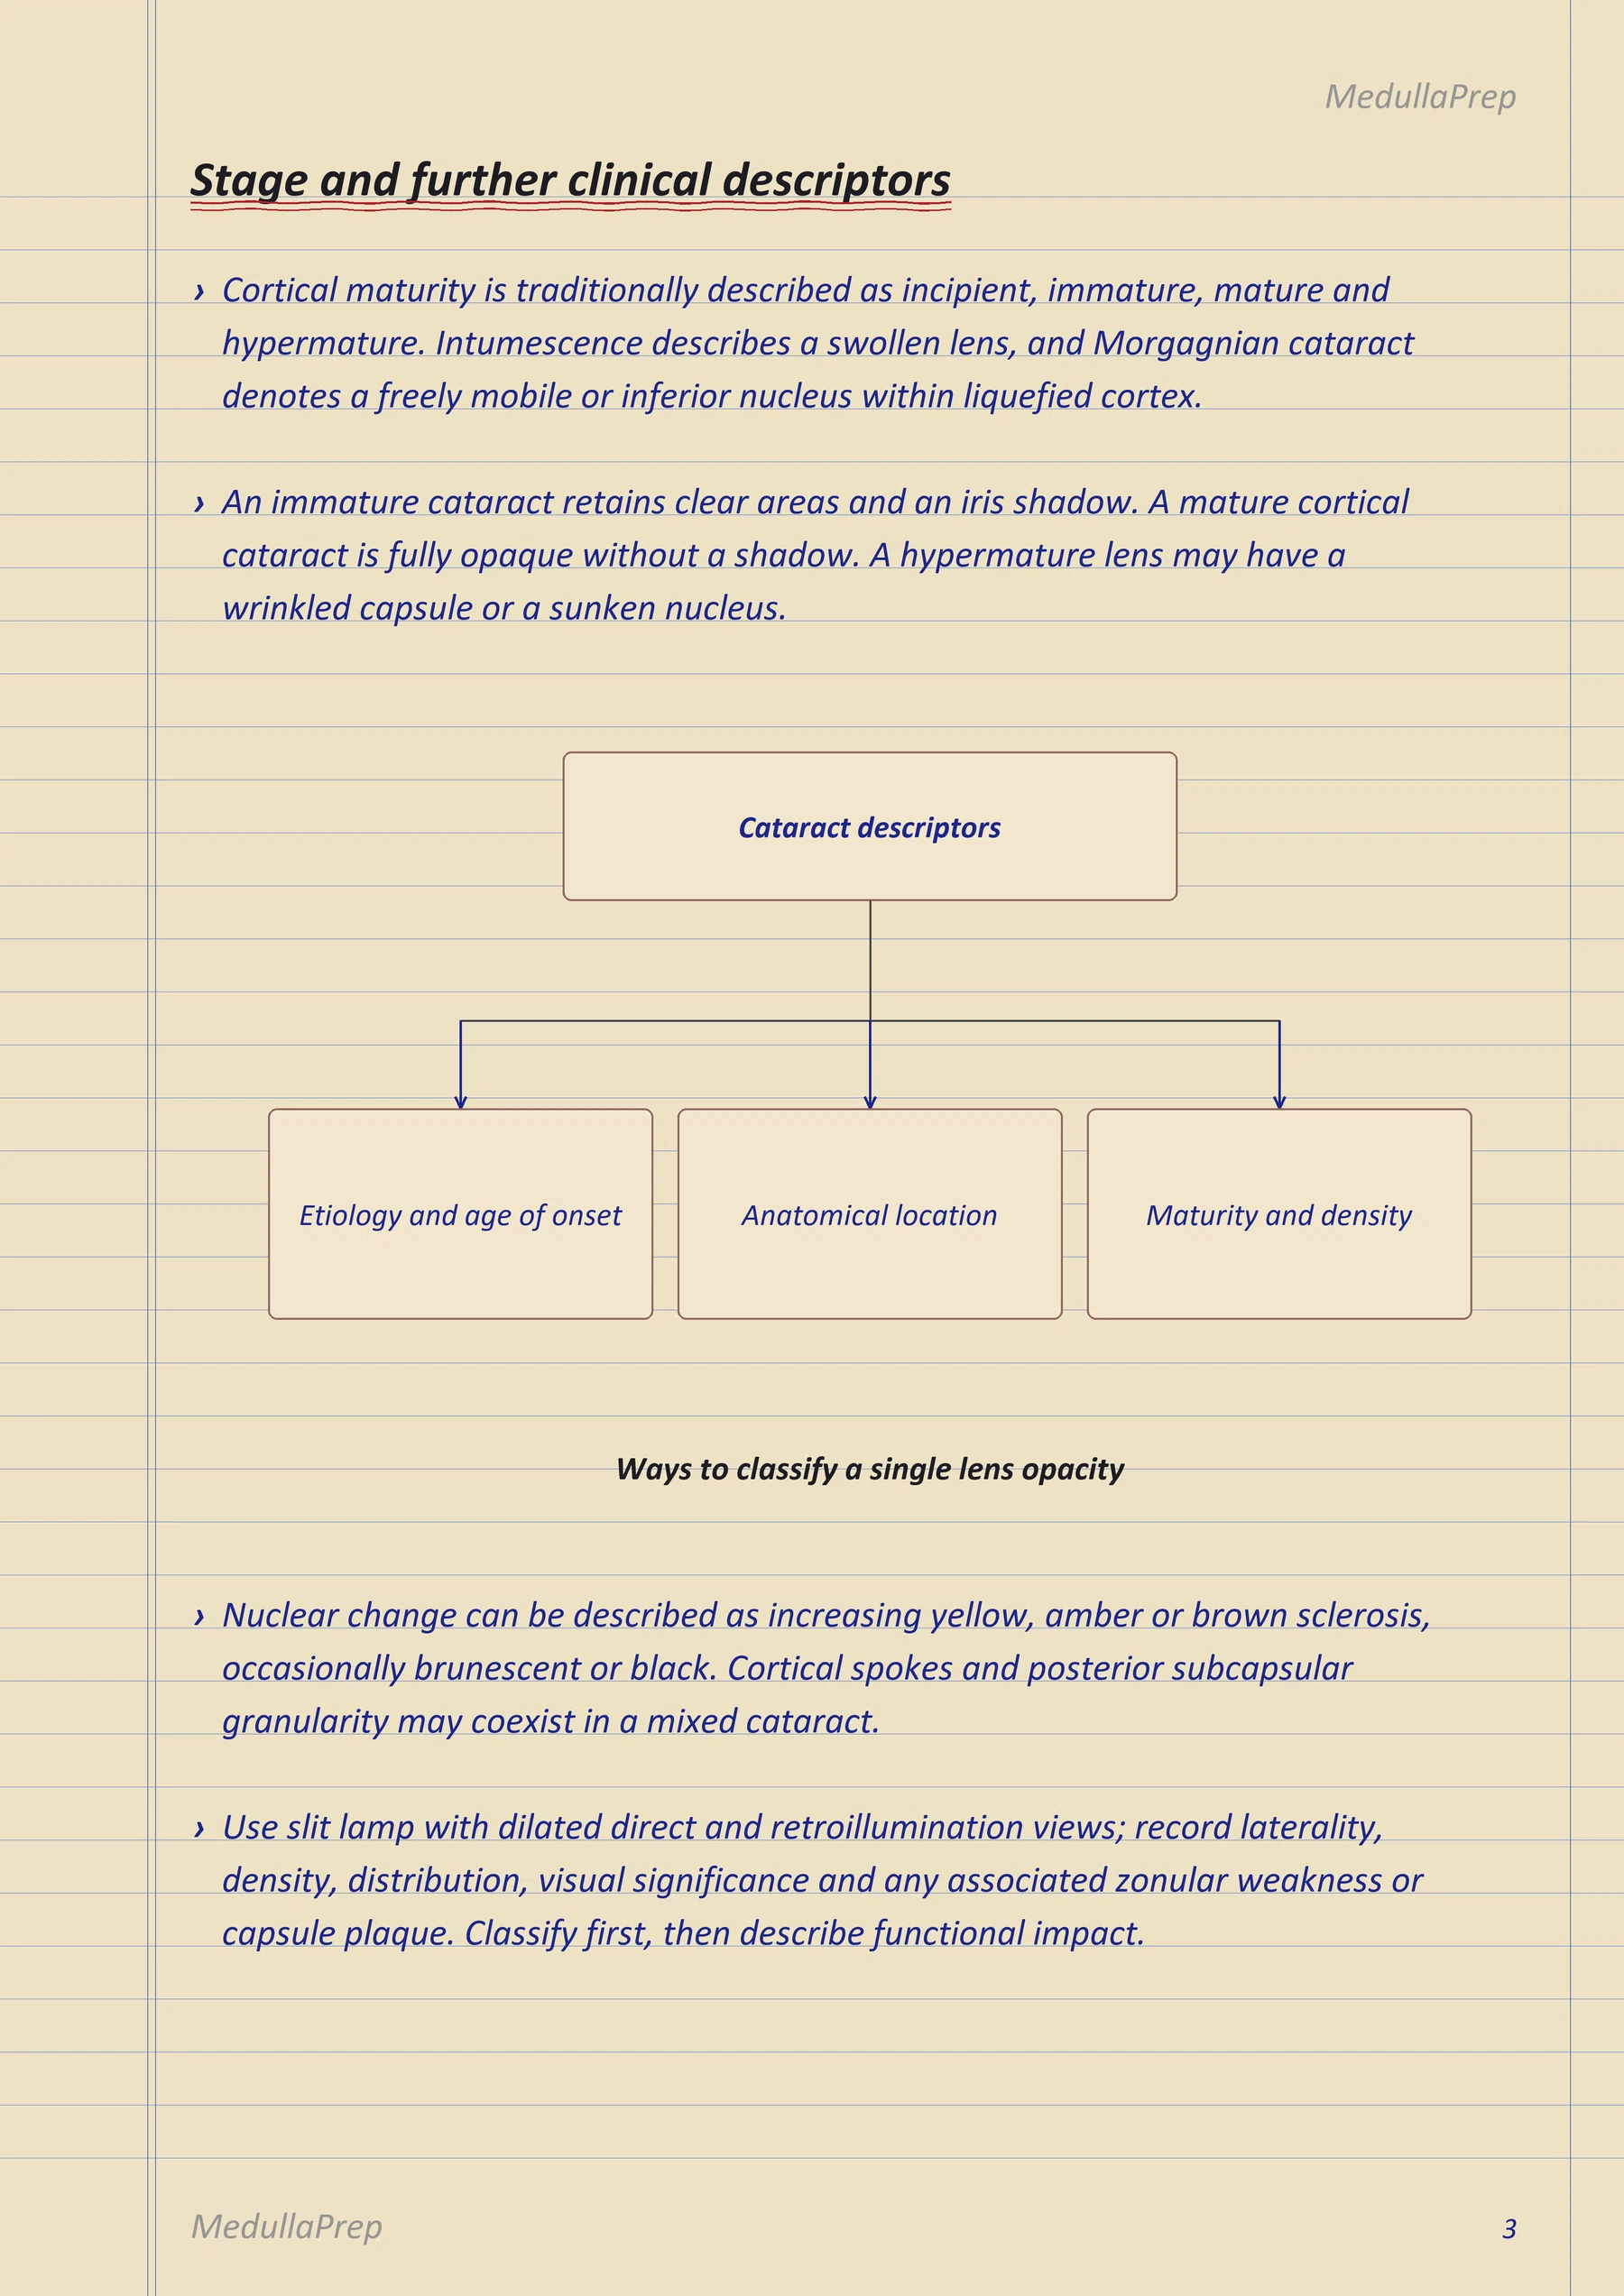 MedullaPrep
Stage and further clinical descriptors
› Cortical maturity is traditionally described as incipient, immature, mature and
hypermature. Intumescence describes a swollen lens, and Morgagnian cataract
denotes a freely mobile or inferior nucleus within liquefied cortex.
› An immature cataract retains clear areas and an iris shadow. A mature cortical
cataract is fully opaque without a shadow. A hypermature lens may have a
wrinkled capsule or a sunken nucleus.
Cataract descriptors
Etiology and age of onset
Anatomical location
Maturity and density
Ways to classify a single lens opacity
› Nuclear change can be described as increasing yellow, amber or brown sclerosis,
occasionally brunescent or black. Cortical spokes and posterior subcapsular
granularity may coexist in a mixed cataract.
› Use slit lamp with dilated direct and retroillumination views; record laterality,
density, distribution, visual significance and any associated zonular weakness or
capsule plaque. Classify first, then describe functional impact.
MedullaPrep
3